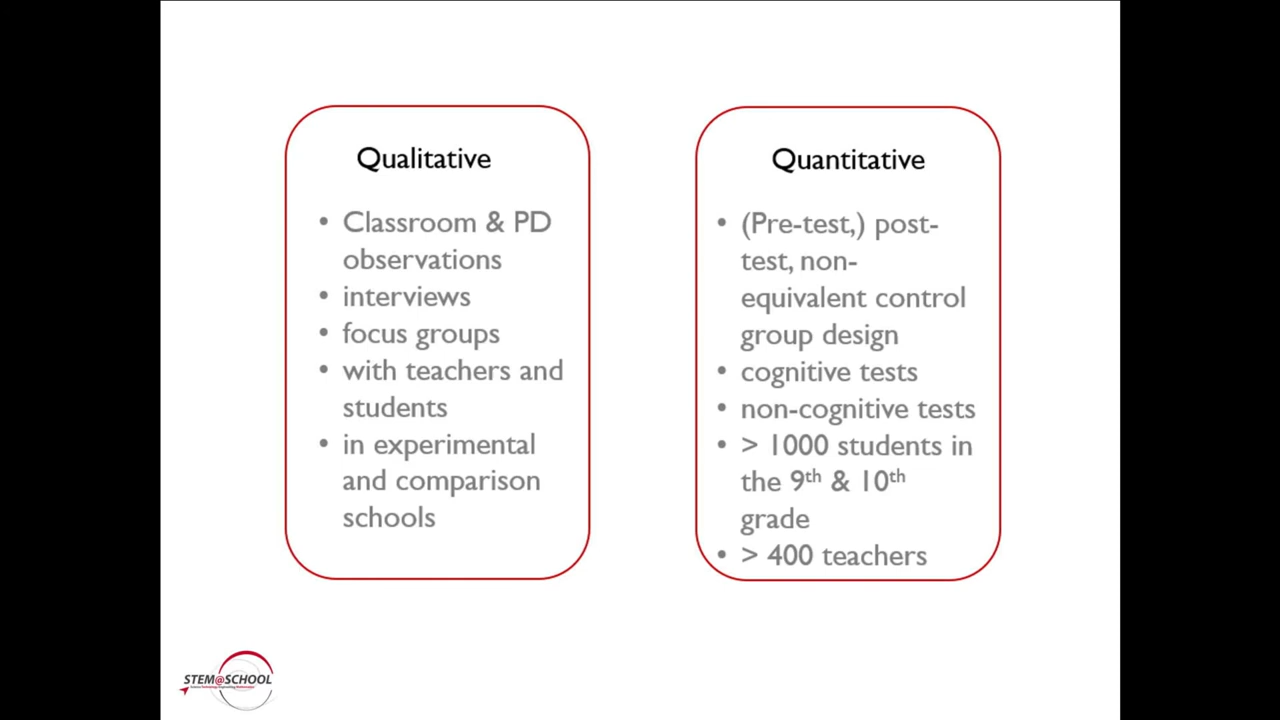 Qualitative
• Classroom & PD
observations
• interviews
• focus groups
• with teachers and
students
• in experimental
and comparison
schools
Quantitative
• (Pre-test,) post-
test, non-
equivalent control
group design
• cognitive tests
• non-cognitive tests
• > 1000 students in
the 9th & 10th
grade
• > 400 teachers
STEM@SCHOOL